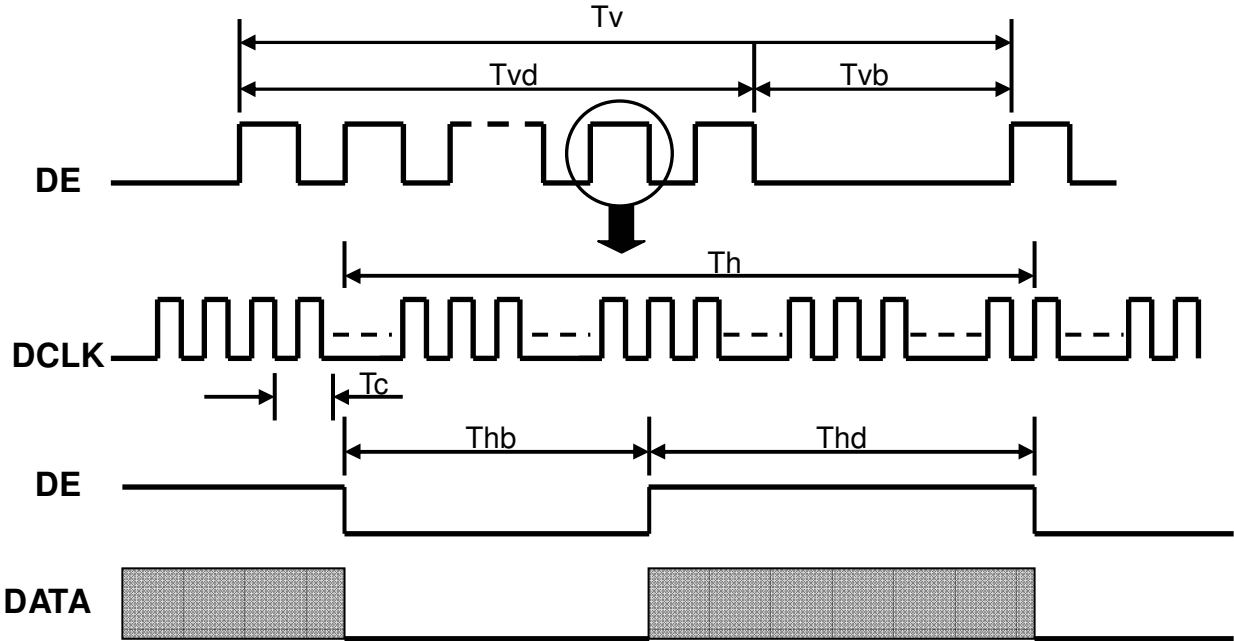 Tv
Tvd
Tvb
DE
Th
DCLK
Tc
Thb
Thd
DE
DATA